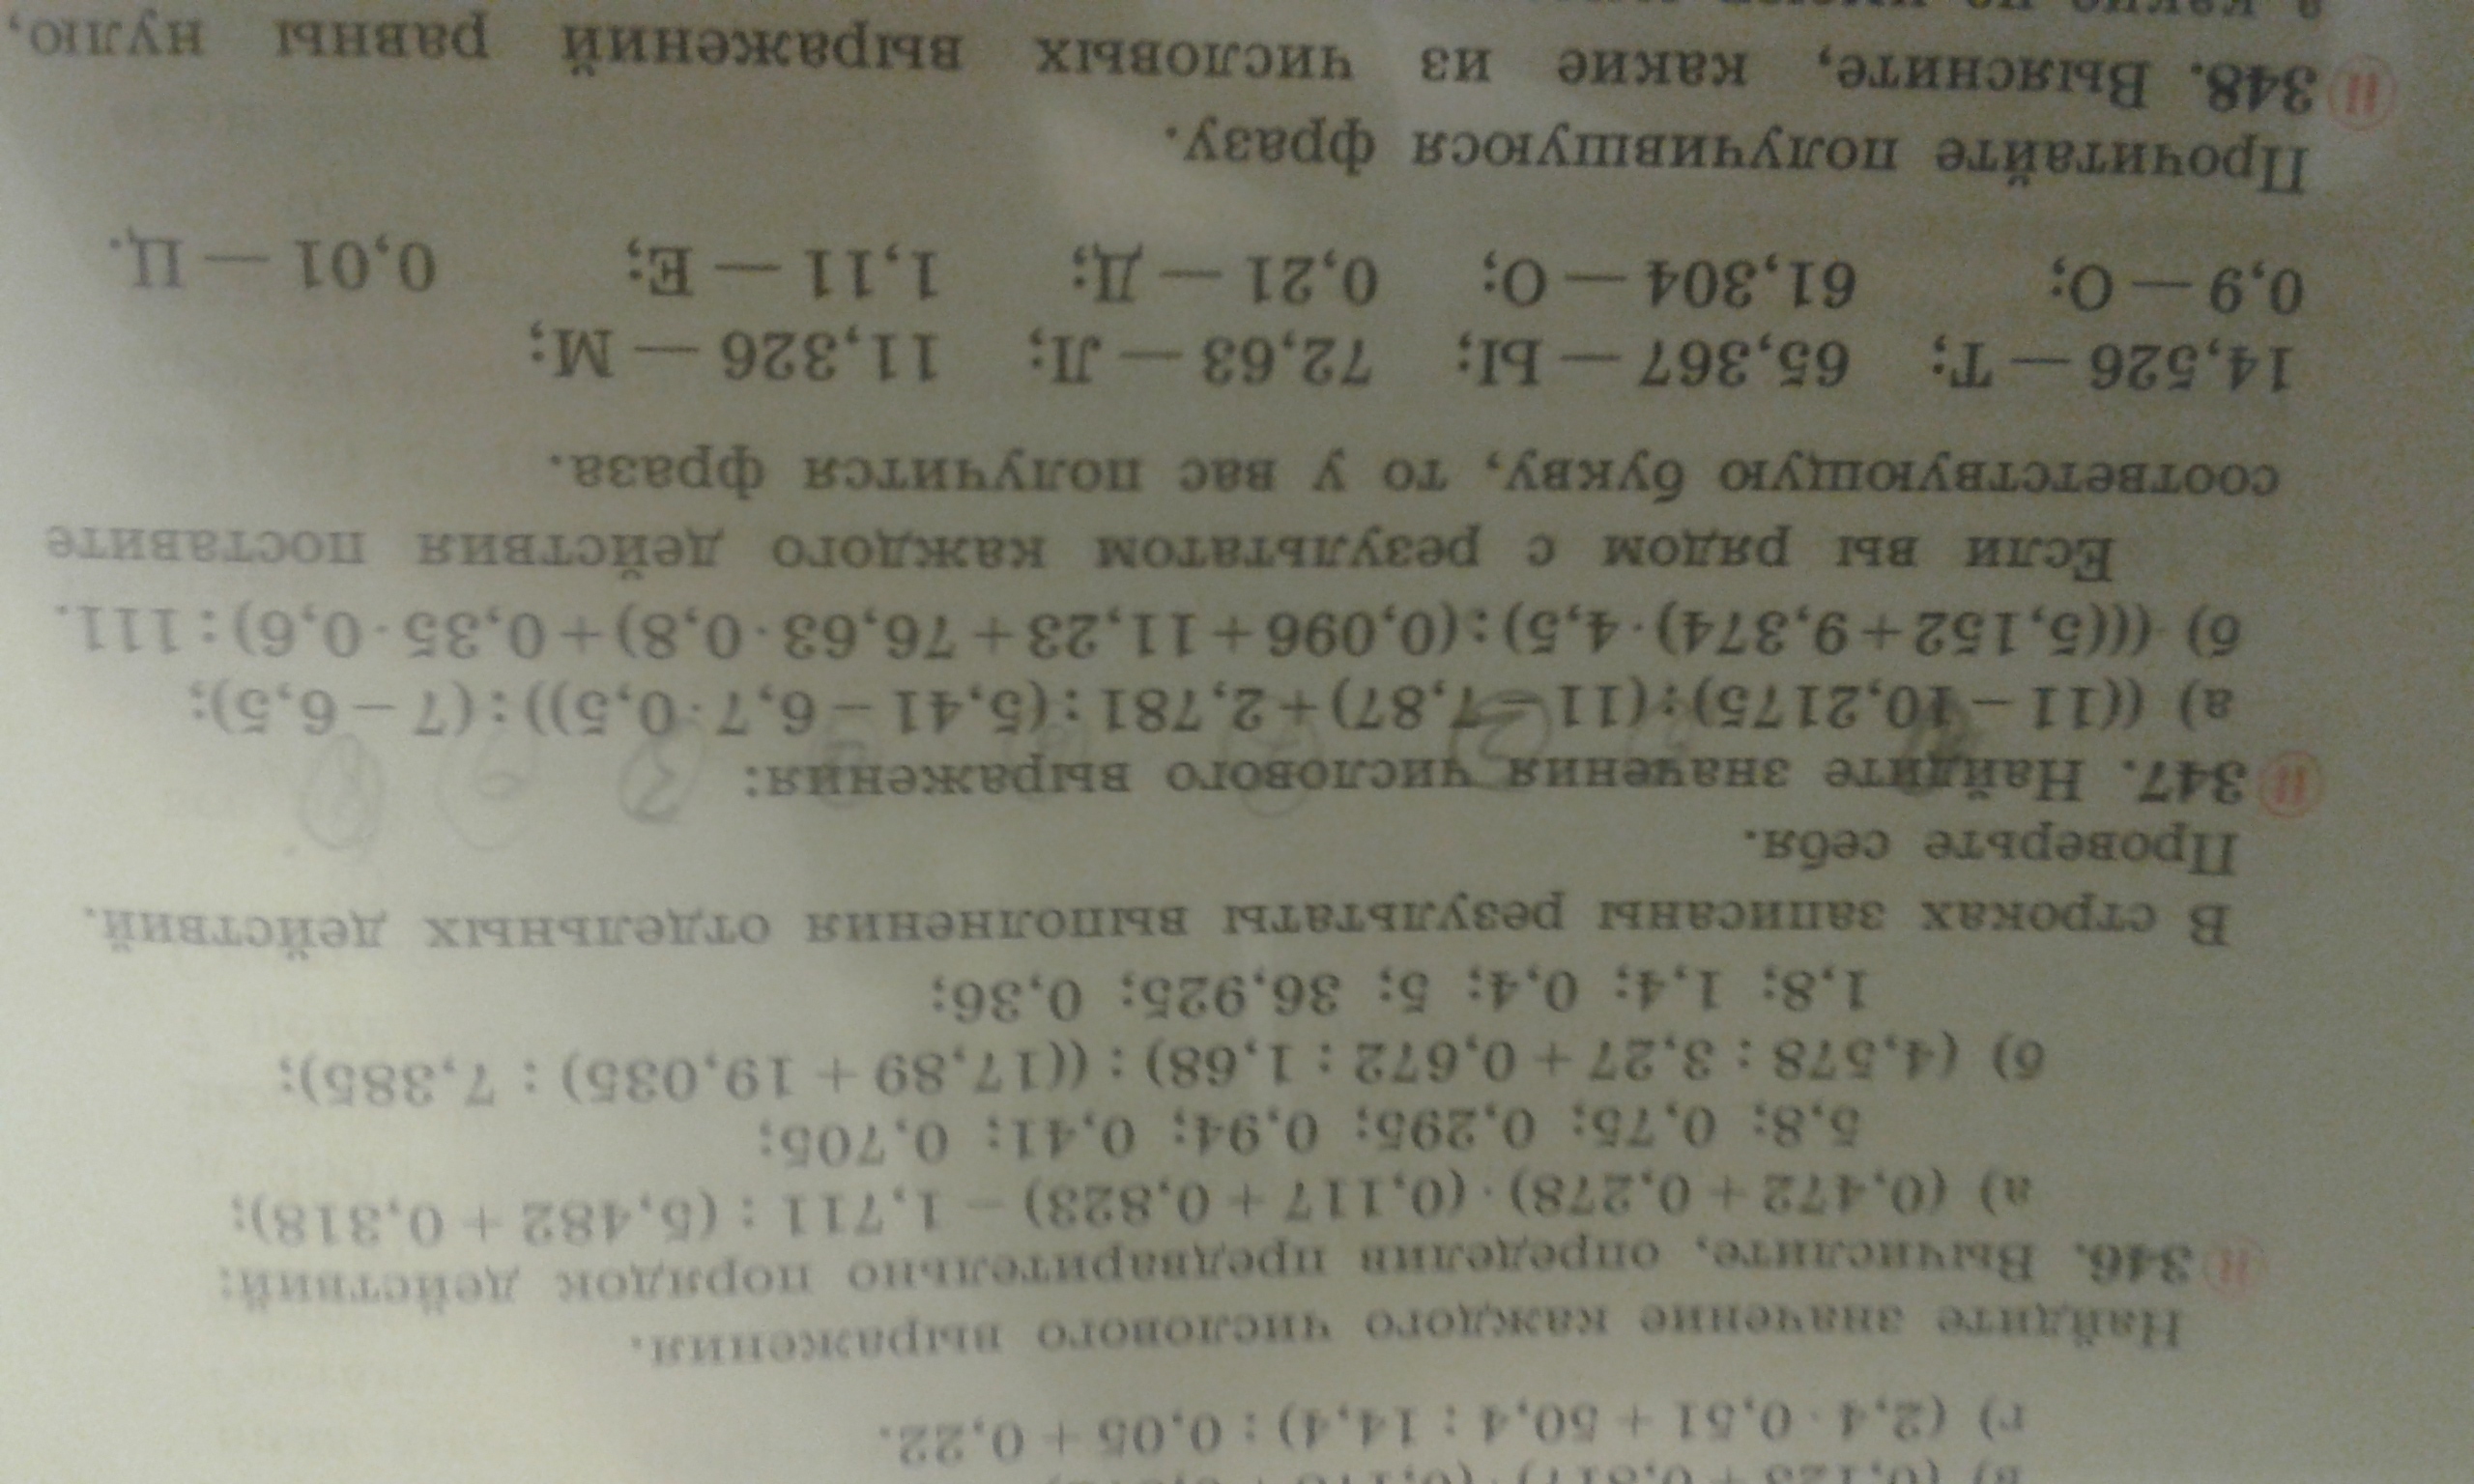 г) (2,4 · 0,51 + 50,4 : 14,4) : 0,05 + 0,22.
Найдите значение каждого числового выражения.
346. Вычислите, определив предварительно порядок действий:
а) (0,472 + 0,278) · (0,117 + 0,823) − 1,711 : (5,482 + 0,318);
5,8; 0,75; 0,295; 0,94; 0,41; 0,705;
б) (4,578 : 3,27 + 0,672 : 1,68) : ((17,89 + 19,035) : 7,385);
1,8; 1,4; 0,4; 5; 36,925; 0,36;
В строках записаны результаты выполнения отдельных действий.
Проверьте себя.
347. Найдите значения числового выражения:
а) ((11 − 10,2175) : (11 − 7,87) + 2,781 : (5,41 − 6,7 · 0,5)) : (7 − 6,5);
б) (((5,152 + 9,374) · 4,5) : (0,096 + 11,23 + 76,63 · 0,8) + 0,35 · 0,6) : 111.
Если вы рядом с результатом каждого действия поставите
соответствующую букву, то у вас получится фраза.
14,526 — Т; 65,367 — Ы; 72,63 — Л; 11,326 — М;
0,9 — О; 61,304 — О; 0,21 — Д; 1,11 — Е; 0,01 — Ц.
Прочитайте получившуюся фразу.
348. Выясните, какие из числовых выражений равны нулю,